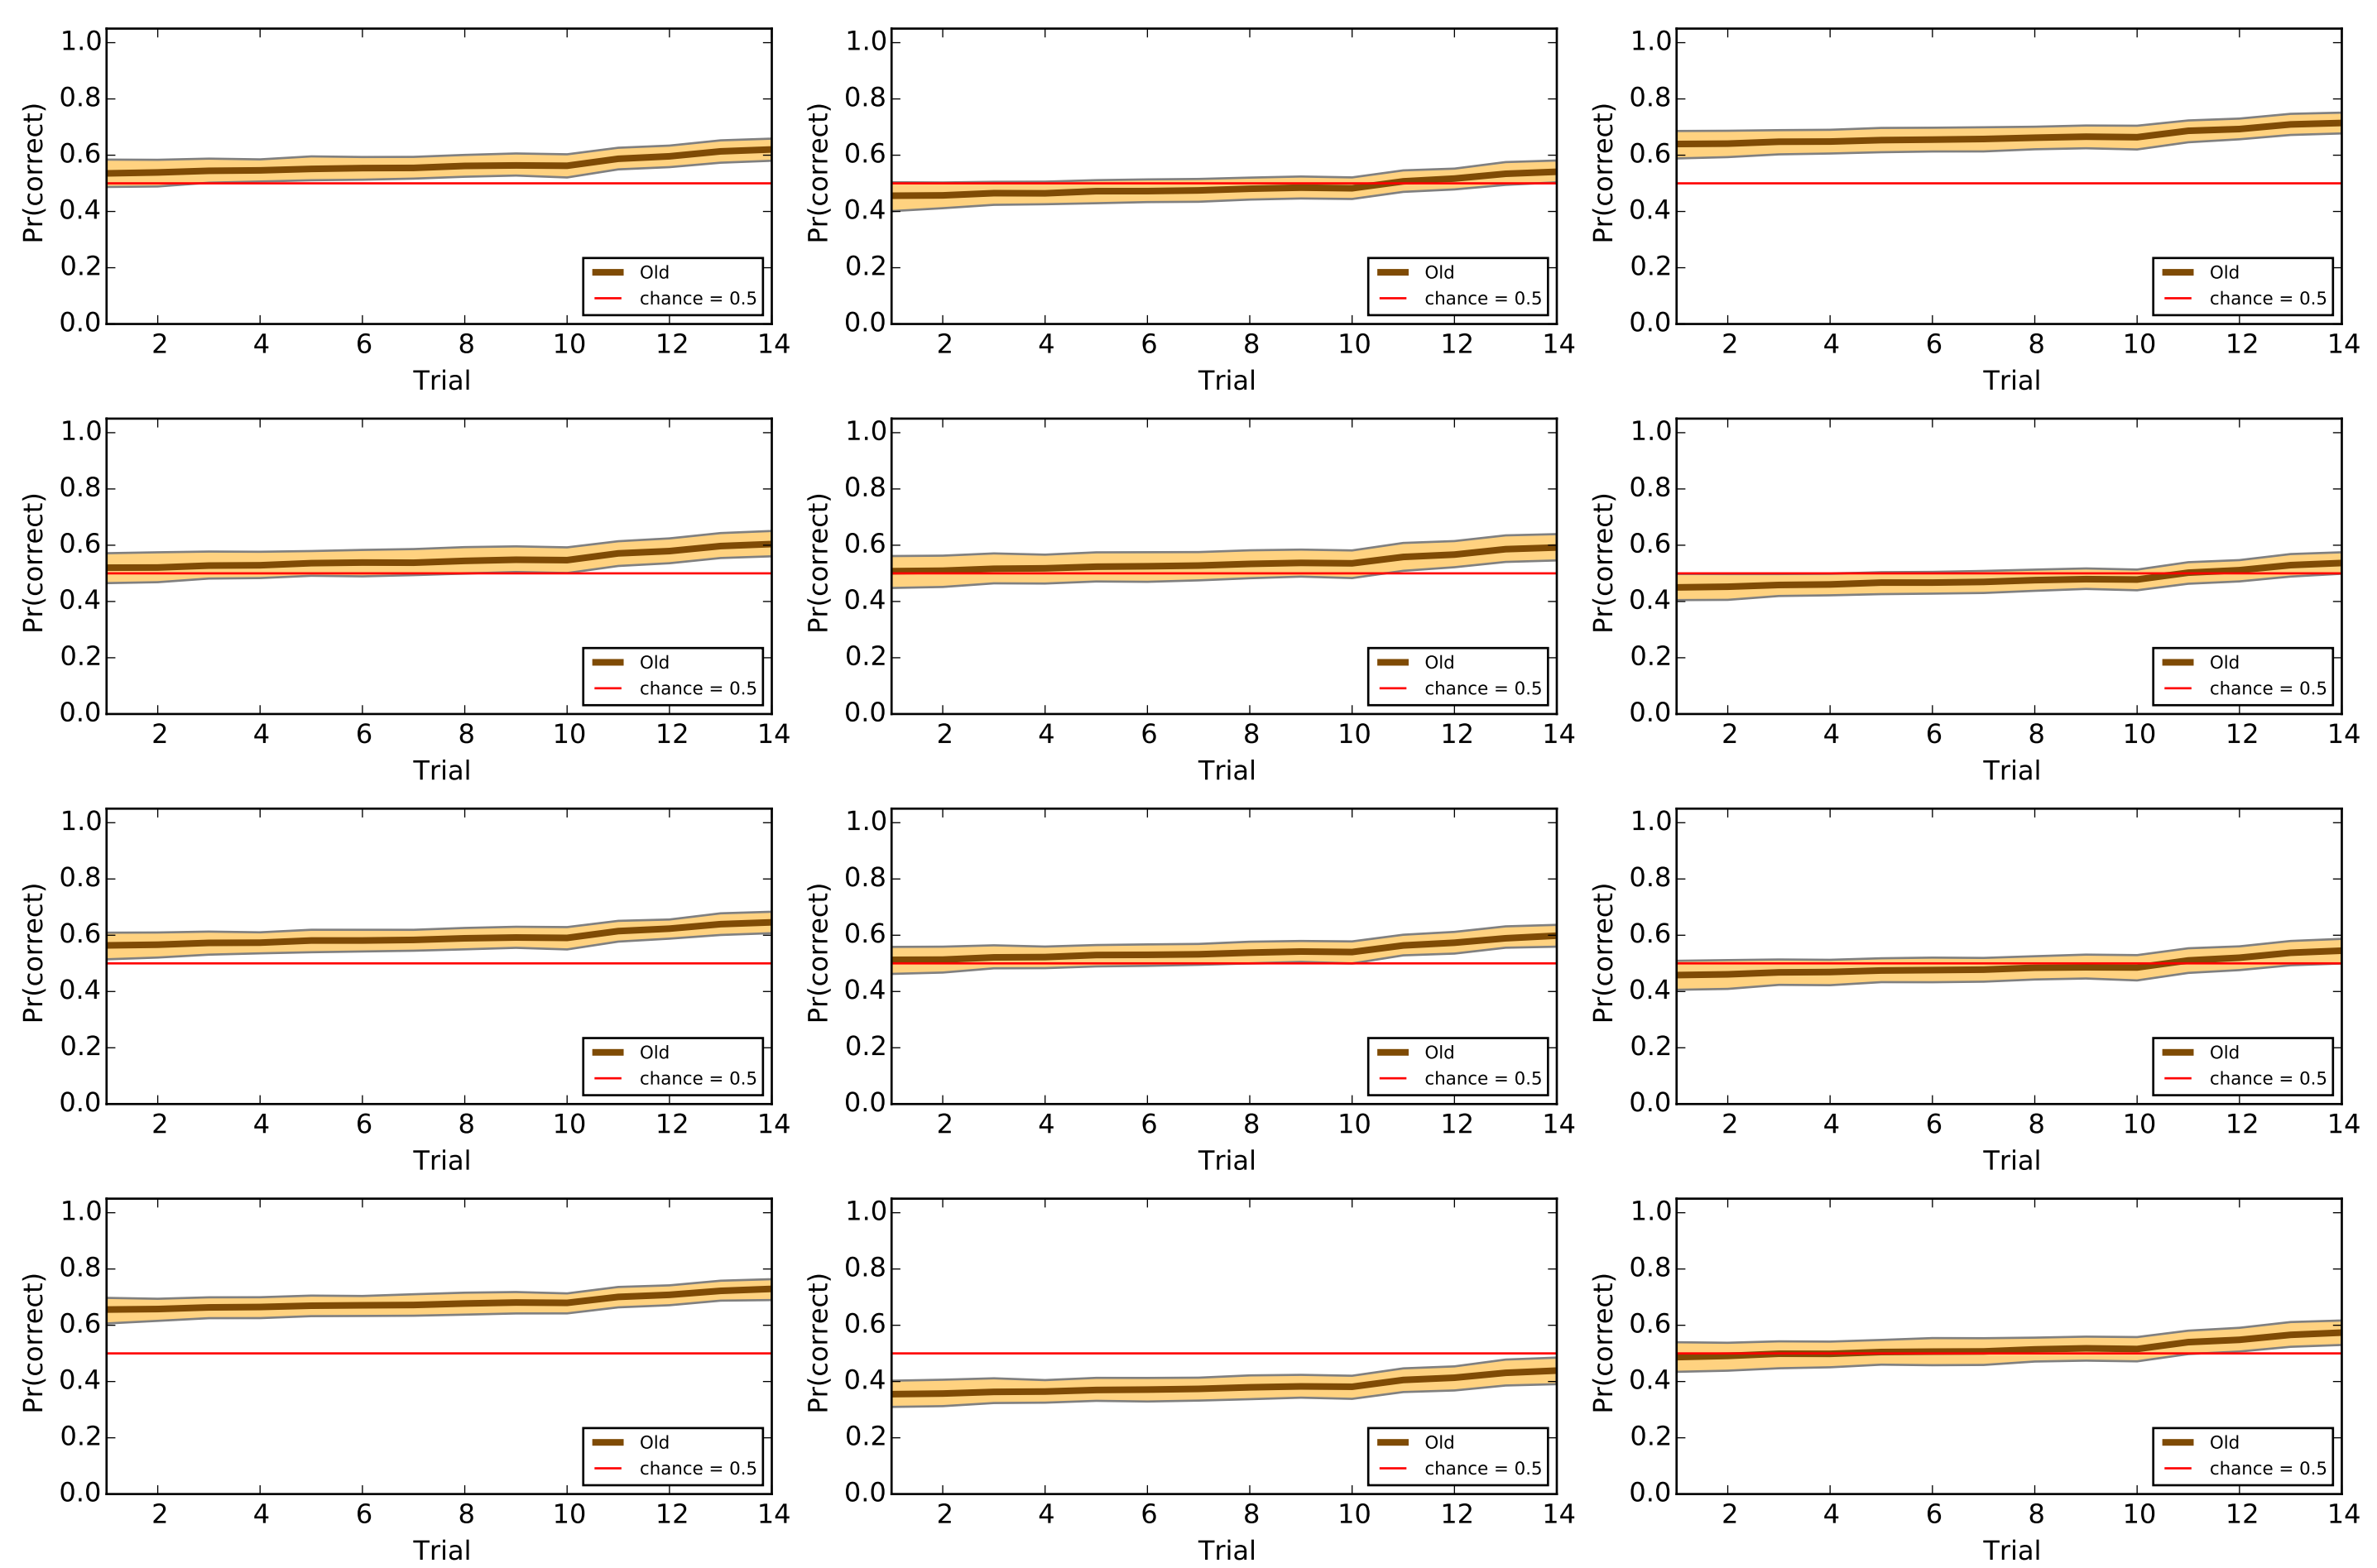 1.0 1.0 1.0
0.8 0.8 0.8
0.6 0.6 0.6
0.4 0.4 0.4
0.2 0.2 0.2
0.0 0.0 0.0
Pr(correct) Pr(correct) Pr(correct)
Old Old Old
chance = 0.5 chance = 0.5 chance = 0.5
2 4 6 8 10 12 14 2 4 6 8 10 12 14 2 4 6 8 10 12 14
Trial Trial Trial
1.0 1.0 1.0
0.8 0.8 0.8
0.6 0.6 0.6
0.4 0.4 0.4
0.2 0.2 0.2
0.0 0.0 0.0
Pr(correct) Pr(correct) Pr(correct)
Old Old Old
chance = 0.5 chance = 0.5 chance = 0.5
2 4 6 8 10 12 14 2 4 6 8 10 12 14 2 4 6 8 10 12 14
Trial Trial Trial
1.0 1.0 1.0
0.8 0.8 0.8
0.6 0.6 0.6
0.4 0.4 0.4
0.2 0.2 0.2
0.0 0.0 0.0
Pr(correct) Pr(correct) Pr(correct)
Old Old Old
chance = 0.5 chance = 0.5 chance = 0.5
2 4 6 8 10 12 14 2 4 6 8 10 12 14 2 4 6 8 10 12 14
Trial Trial Trial
1.0 1.0 1.0
0.8 0.8 0.8
0.6 0.6 0.6
0.4 0.4 0.4
0.2 0.2 0.2
0.0 0.0 0.0
Pr(correct) Pr(correct) Pr(correct)
Old Old Old
chance = 0.5 chance = 0.5 chance = 0.5
2 4 6 8 10 12 14 2 4 6 8 10 12 14 2 4 6 8 10 12 14
Trial Trial Trial